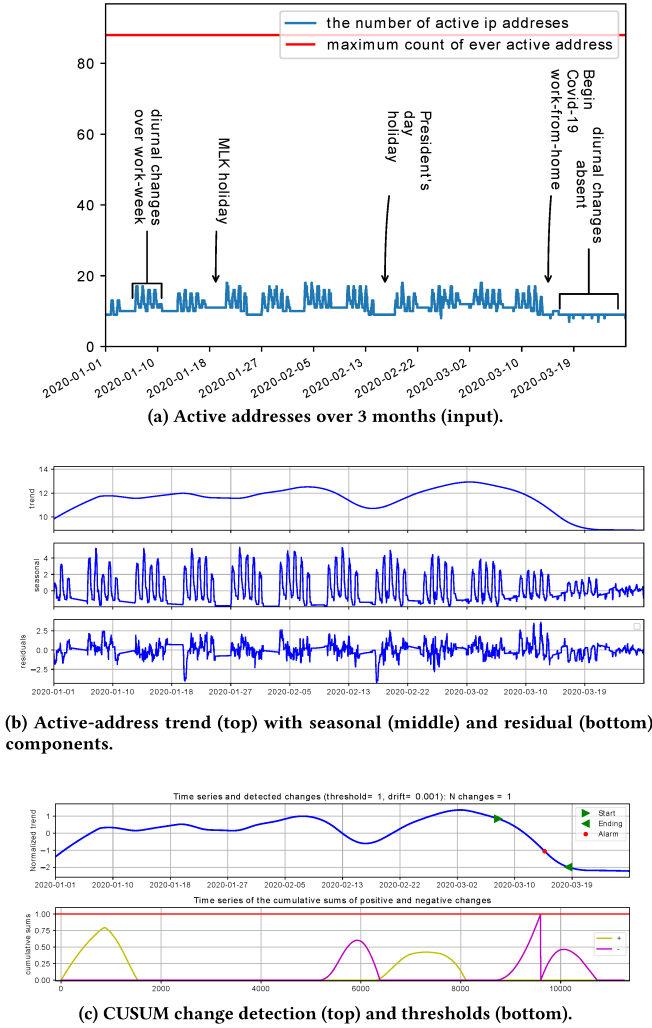 the number of active ip addreses
maximum count of ever active address
80
60
40
20
0
diurnal changes
over work-week
MLK holiday
President's
day
holiday
Begin
Covid-19
work-from-home
diurnal changes
absent
2020-01-01
2020-01-10
2020-01-18
2020-01-27
2020-02-05
2020-02-13
2020-02-22
2020-03-02
2020-03-10
2020-03-19
(a) Active addresses over 3 months (input).
trend
14
12
10
seasonal
4
2
0
residuals
2.5
0.0
−2.5
2020-01-01
2020-01-10
2020-01-18
2020-01-27
2020-02-05
2020-02-13
2020-02-22
2020-03-02
2020-03-10
2020-03-19
(b) Active-address trend (top) with seasonal (middle) and residual (bottom)
components.
Time series and detected changes (threshold= 1, drift= 0.001): N changes = 1
Normalized trend
1
0
−1
−2
Start
Ending
Alarm
2020-01-01
2020-01-10
2020-01-18
2020-01-27
2020-02-05
2020-02-13
2020-02-22
2020-03-02
2020-03-10
2020-03-19
Time series of the cumulative sums of positive and negative changes
cumulative sums
1.00
0.75
0.50
0.25
0.00
+
-
0
2000
4000
6000
8000
10000
(c) CUSUM change detection (top) and thresholds (bottom).